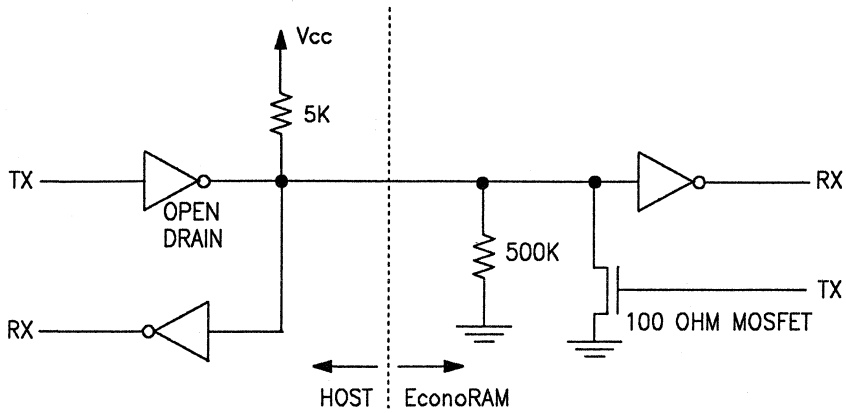 Vcc
5K
TX
OPEN
DRAIN
RX
500K
RX
TX
100 OHM MOSFET
HOST
EconoRAM